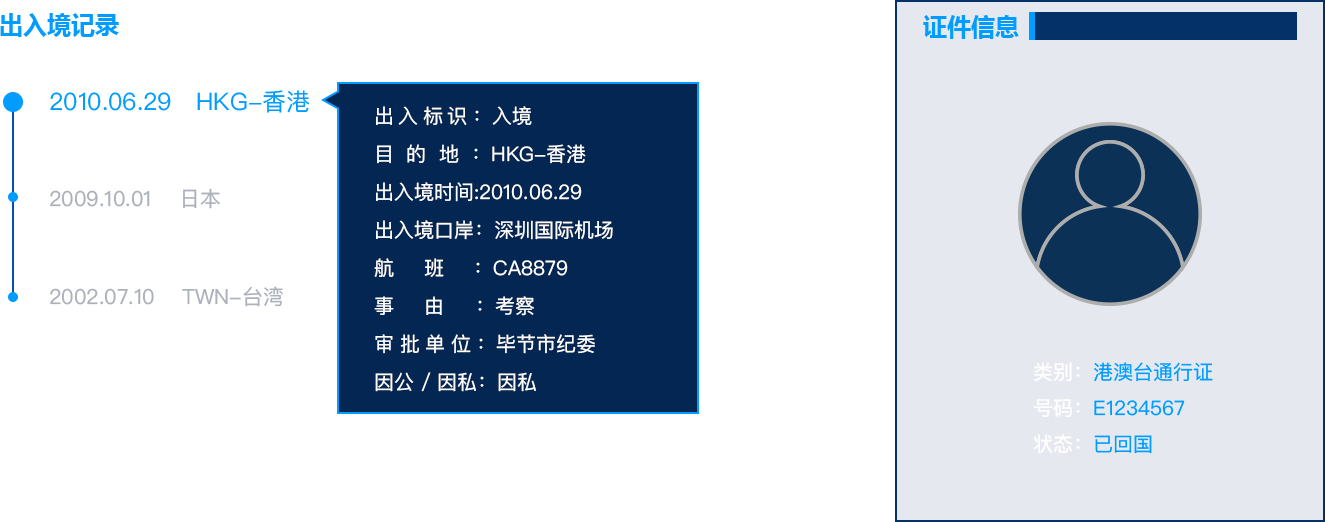 出入境记录
2010.06.29 HKG-香港
2009.10.01 日本
2002.07.10 TWN-台湾
出入标识：入境
目的地：HKG-香港
出入境时间:2010.06.29
出入境口岸：深圳国际机场
航班：CA8879
事由：考察
审批单位：毕节市纪委
因公 / 因私：因私
证件信息
类别：港澳台通行证
号码：E1234567
状态：已回国